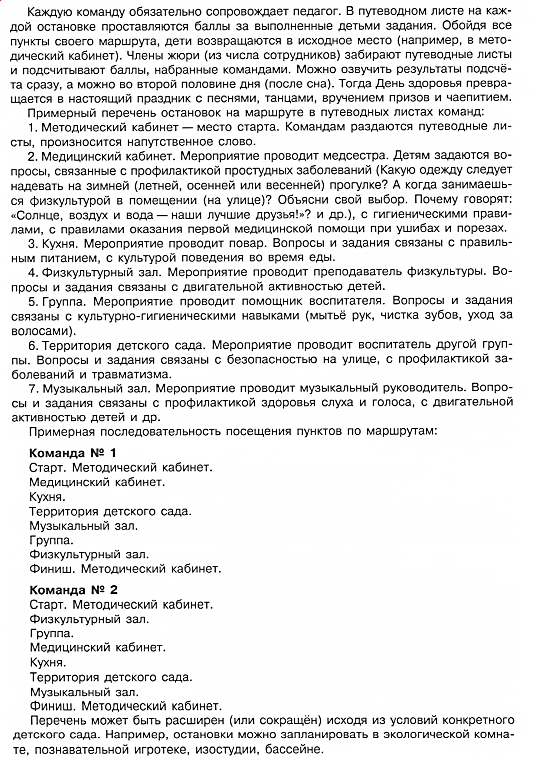 Каждую команду обязательно сопровождает педагог. В путеводном листе на каж-
дой остановке проставляются баллы за выполненные детьми задания. Обойдя все
пункты своего маршрута, дети возвращаются в исходное место (например, в мето-
дический кабинет). Члены жюри (из числа сотрудников) забирают путеводные листы
и подсчитывают баллы, набранные командами. Можно озвучить результаты подсчё-
та сразу, а можно во второй половине дня (после сна). Тогда День здоровья превра-
щается в настоящий праздник с песнями, танцами, вручением призов и чаепитием.
Примерный перечень остановок на маршруте в путеводных листах команд:
1. Методический кабинет — место старта. Командам раздаются путеводные ли-
сты, произносится напутственное слово.
2. Медицинский кабинет. Мероприятие проводит медсестра. Детям задаются во-
просы, связанные с профилактикой простудных заболеваний (Какую одежду следует
надевать на зимней (летней, осенней или весенней) прогулке? А когда занимаешь-
ся физкультурой в помещении (на улице)? Объясни свой выбор. Почему говорят:
«Солнце, воздух и вода — наши лучшие друзья!»? и др.), с гигиеническими прави-
лами, с правилами оказания первой медицинской помощи при ушибах и порезах.
3. Кухня. Мероприятие проводит повар. Вопросы и задания связаны с правиль-
ным питанием, с культурой поведения во время еды.
4. Физкультурный зал. Мероприятие проводит преподаватель физкультуры. Во-
просы и задания связаны с двигательной активностью детей.
5. Группа. Мероприятие проводит помощник воспитателя. Вопросы и задания
связаны с культурно-гигиеническими навыками (мытьё рук, чистка зубов, уход за
волосами).
6. Территория детского сада. Мероприятие проводит воспитатель другой груп-
пы. Вопросы и задания связаны с безопасностью на улице, с профилактикой за-
болеваний и травматизма.
7. Музыкальный зал. Мероприятие проводит музыкальный руководитель. Вопро-
сы и задания связаны с профилактикой здоровья слуха и голоса, с двигательной
активностью детей и др.
Примерная последовательность посещения пунктов по маршрутам:
Команда № 1
Старт. Методический кабинет.
Медицинский кабинет.
Кухня.
Территория детского сада.
Музыкальный зал.
Группа.
Физкультурный зал.
Финиш. Методический кабинет.
Команда № 2
Старт. Методический кабинет.
Физкультурный зал.
Группа.
Медицинский кабинет.
Кухня.
Территория детского сада.
Музыкальный зал.
Финиш. Методический кабинет.
Перечень может быть расширен (или сокращён) исходя из условий конкретного
детского сада. Например, остановки можно запланировать в экологической комна-
те, познавательной игротеке, изостудии, бассейне.